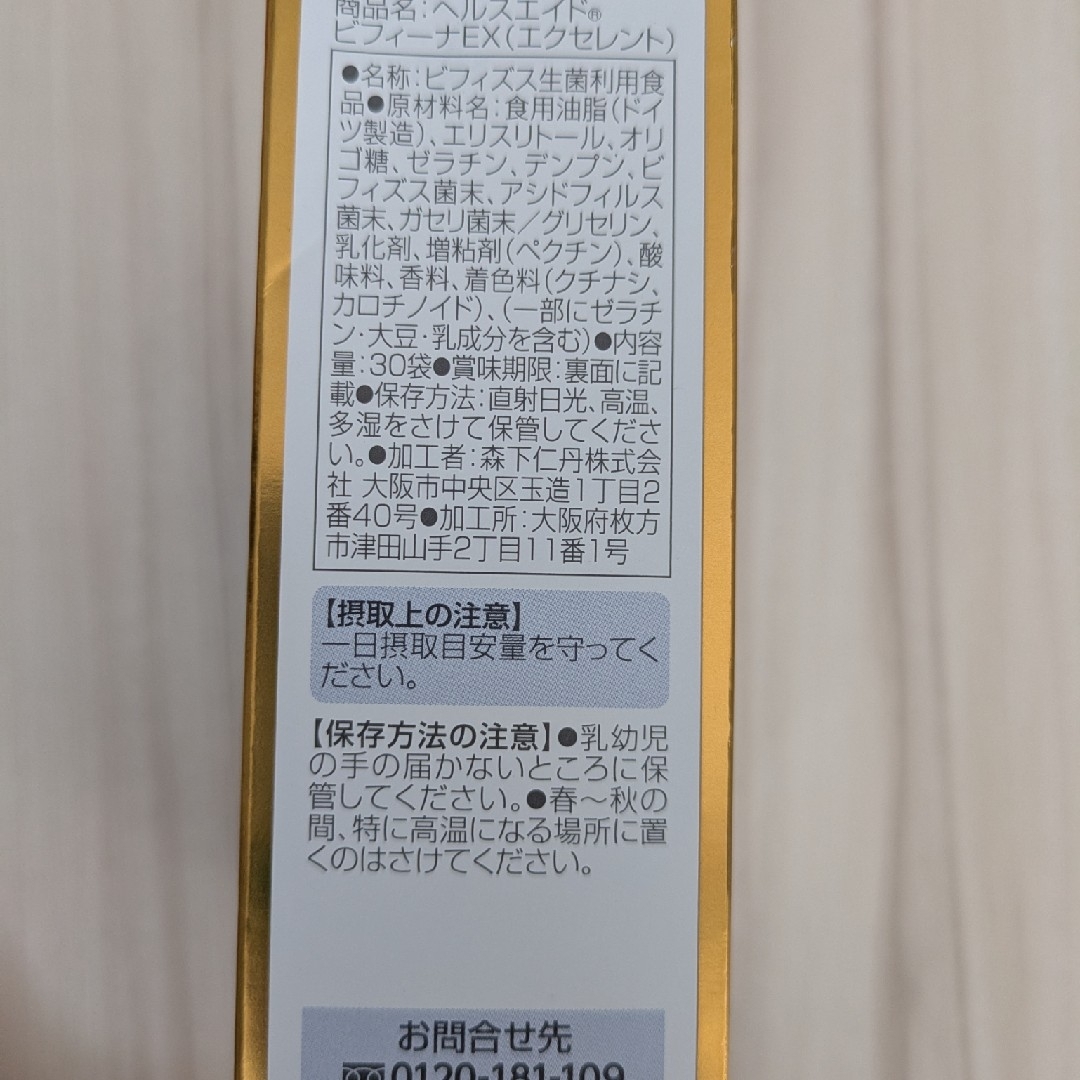 商品名:ヘルスエイド®
ビフィーナEX(エクセレント)
●名称:ビフィズス生菌利用食
品●原材料名:食用油脂(ドイ
ツ製造)、エリスリトール、オリ
ゴ糖、ゼラチン、デンプン、ビ
フィズス菌末、アシドフィルス
菌末、ガセリ菌末/グリセリン、
乳化剤、増粘剤(ペクチン)、酸
味料、香料、着色料(クチナシ、
カロチノイド)、(一部にゼラチ
ン・大豆・乳成分を含む)●内容
量:30袋●賞味期限:裏面に記
載●保存方法:直射日光、高温、
多湿をさけて保管してくださ
い。●加工者:森下仁丹株式会
社 大阪市中央区玉造1丁目2
番40号●加工所:大阪府枚方
市津田山手2丁目11番1号
【摂取上の注意】
一日摂取目安量を守ってく
ださい。
【保存方法の注意】●乳幼児
の手の届かないところに保
管してください。●春~秋の
間、特に高温になる場所に置
くのはさけてください。
お問合せ先
0120-181-109